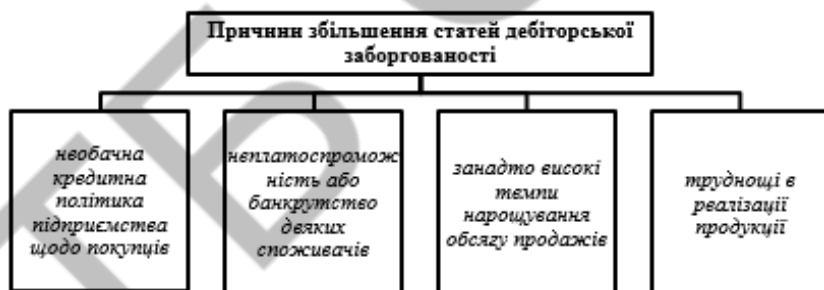 Причини збільшення статей дебіторської
заборгованості
необачна
кредитна
політика
підприємства
щодо покупців
неплатоспромож
ність або
банкрутство
деяких
споживачів
занадто високі
темпи
нарощування
обсягу продажів
труднощі в
реалізації
продукції